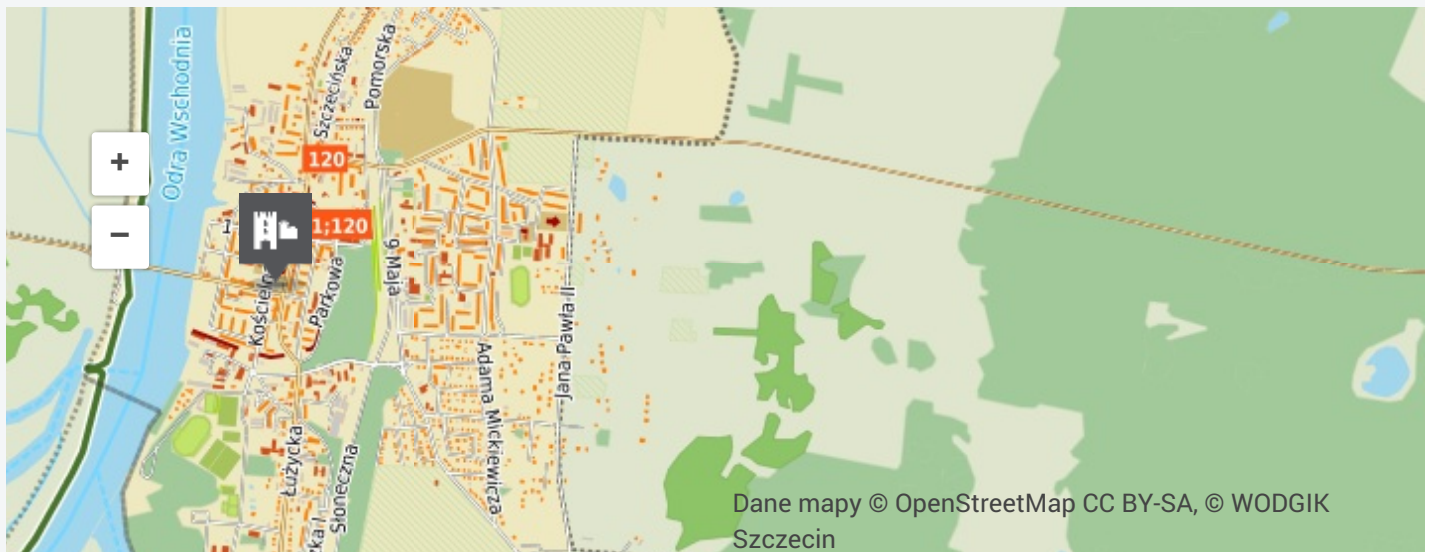 Odra Wschodnia
Szczecińska
Pomorska
+
120
−
1;120
9 Maja
Parkowa
Jana Pawła II
Adama Mickiewicza
Łużycka
Słoneczna
Dane mapy © OpenStreetMap CC BY-SA, © WODGIK
Szczecin